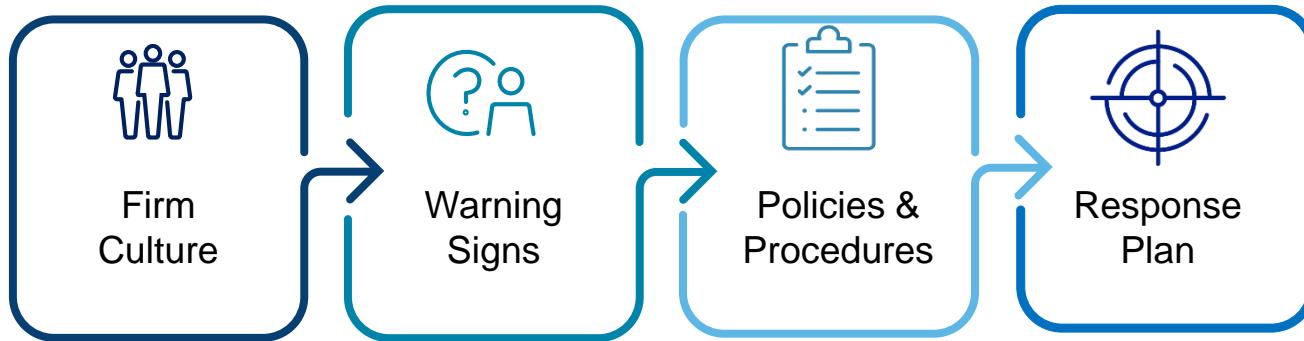 Firm
Culture
Warning
Signs
?
Policies &
Procedures
Response
Plan